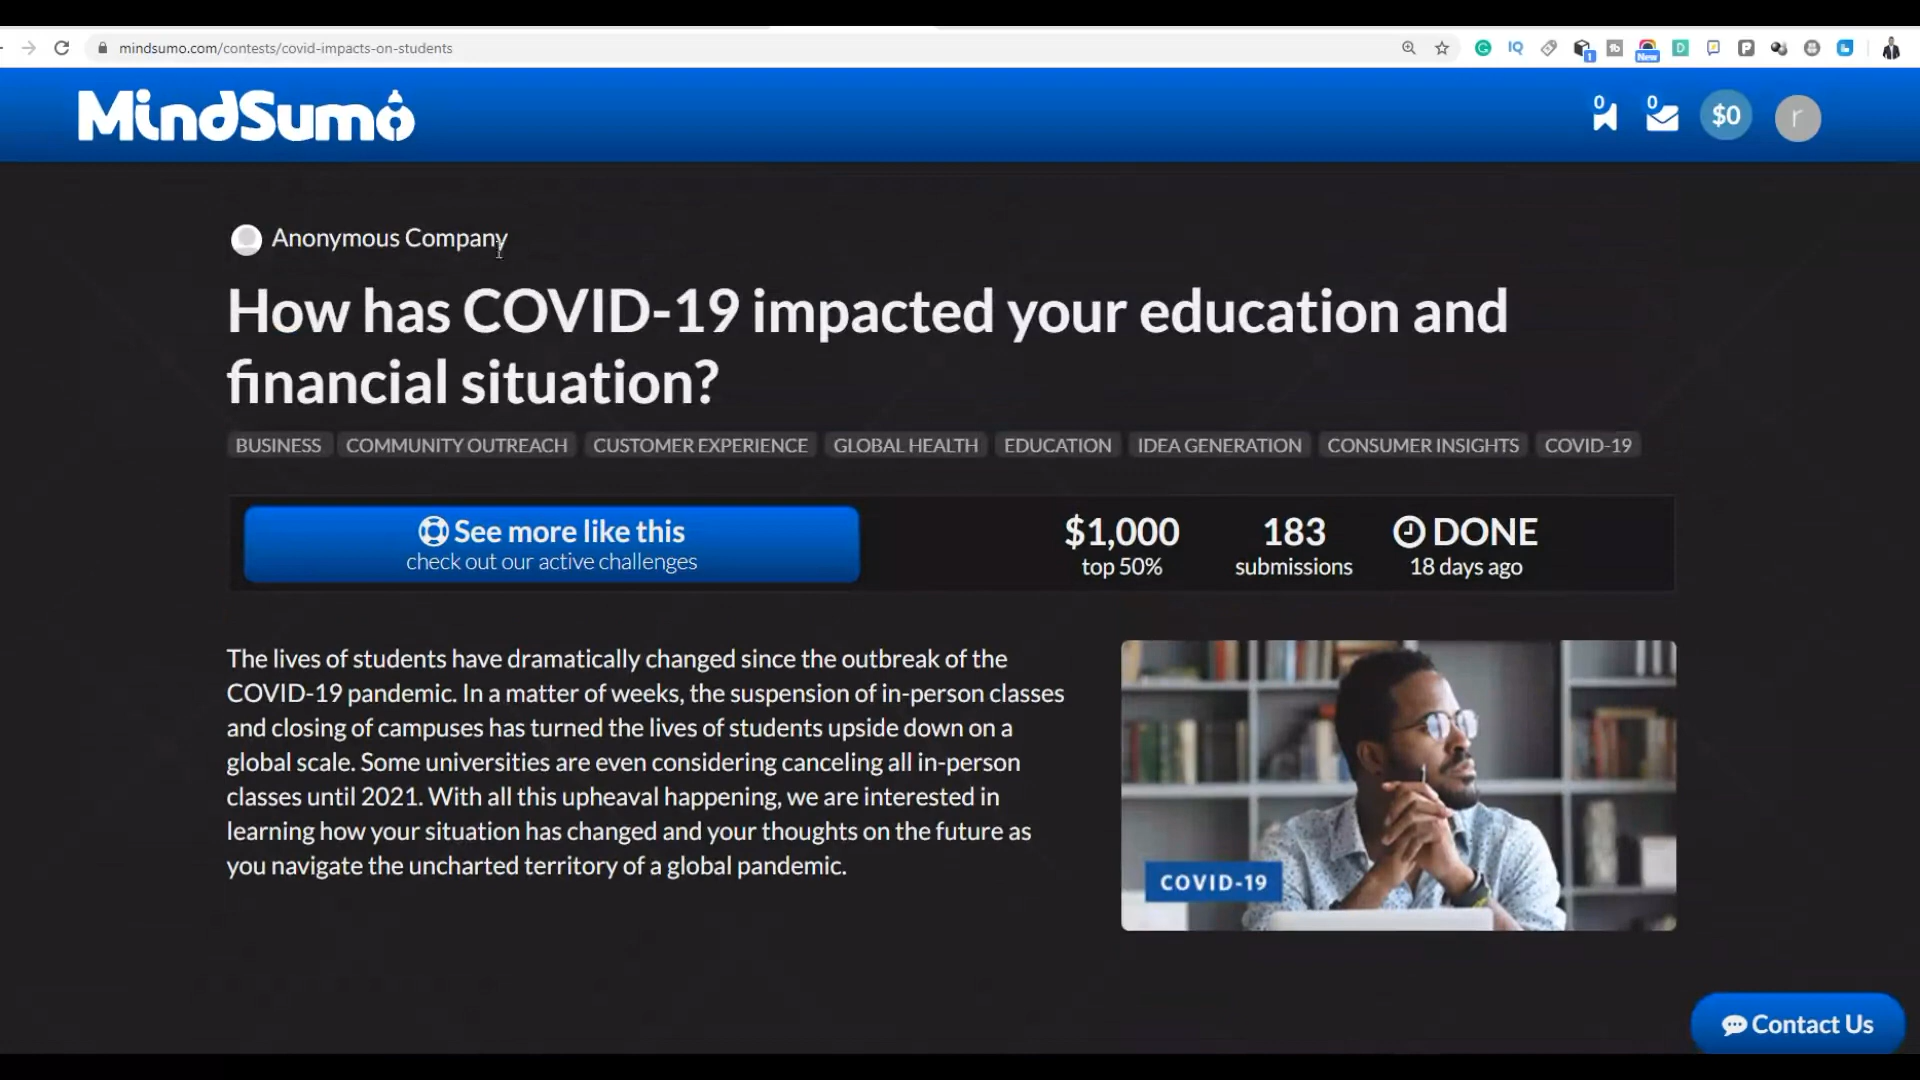 mindsumo.com/contests/covid-impacts-on-students
IQ
1
tb
New
D
P
MindSumo
0
0
$0
r
Anonymous Company
How has COVID-19 impacted your education and
financial situation?
BUSINESS COMMUNITY OUTREACH CUSTOMER EXPERIENCE GLOBAL HEALTH EDUCATION IDEA GENERATION CONSUMER INSIGHTS COVID-19
See more like this
check out our active challenges
$1,000
top 50%
183
submissions
DONE
18 days ago
The lives of students have dramatically changed since the outbreak of the
COVID-19 pandemic. In a matter of weeks, the suspension of in-person classes
and closing of campuses has turned the lives of students upside down on a
global scale. Some universities are even considering canceling all in-person
classes until 2021. With all this upheaval happening, we are interested in
learning how your situation has changed and your thoughts on the future as
you navigate the uncharted territory of a global pandemic.
COVID-19
Contact Us